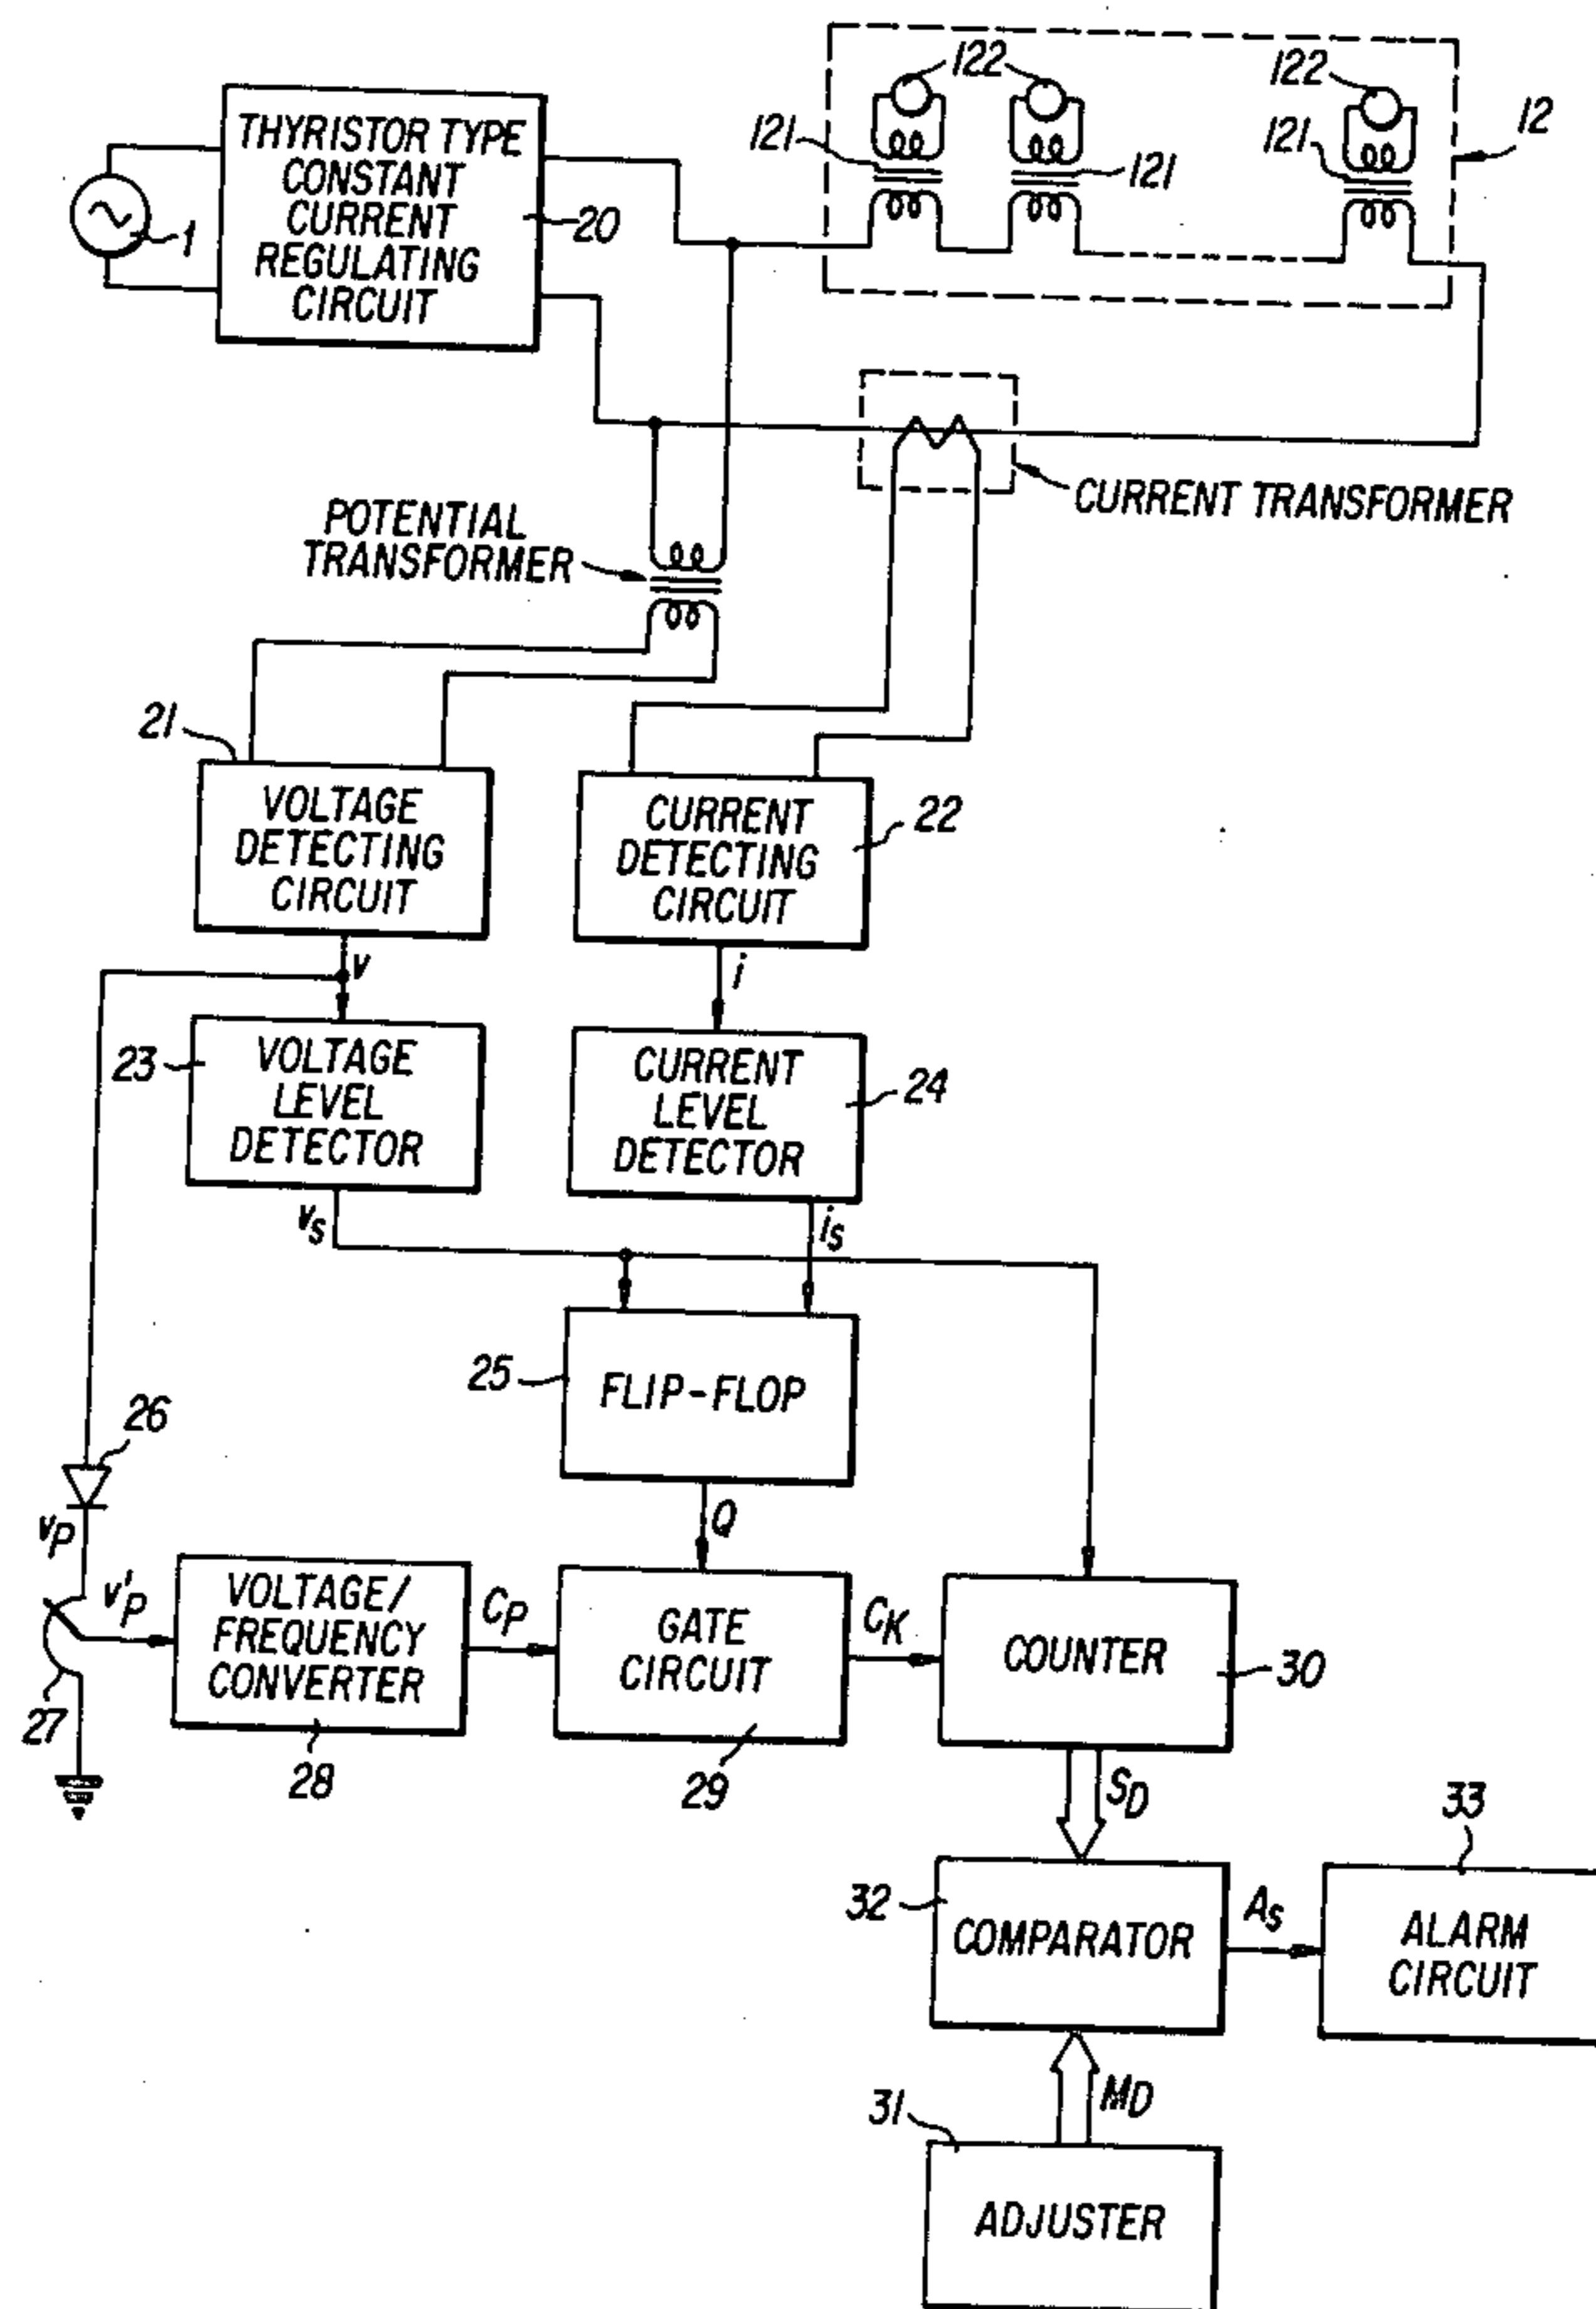 122
122
12
121
121
121
THYRISTOR TYPE
CONSTANT
CURRENT
REGULATING
CIRCUIT
1
20
CURRENT TRANSFORMER
POTENTIAL
TRANSFORMER
21
VOLTAGE
DETECTING
CIRCUIT
CURRENT
DETECTING
CIRCUIT
22
v
i
23
VOLTAGE
LEVEL
DETECTOR
CURRENT
LEVEL
DETECTOR
24
vS
iS
25
FLIP-FLOP
26
vP
Q
v'P
VOLTAGE/
FREQUENCY
CONVERTER
CP
GATE
CIRCUIT
CK
COUNTER
30
27
28
29
SD
33
32
COMPARATOR
AS
ALARM
CIRCUIT
31
MD
ADJUSTER